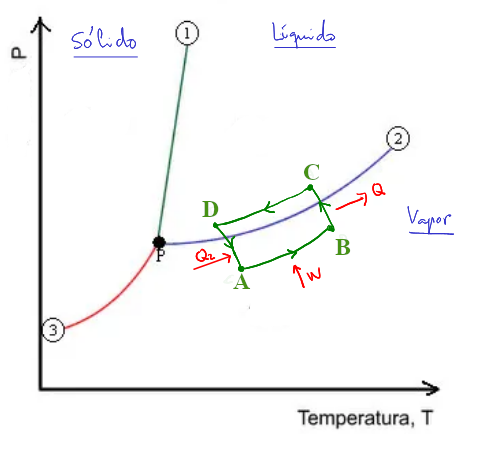 1
Sólido
Líquido
P
2
C
Q
D
Vapor
P
Q2
B
A
W
3
Temperatura, T